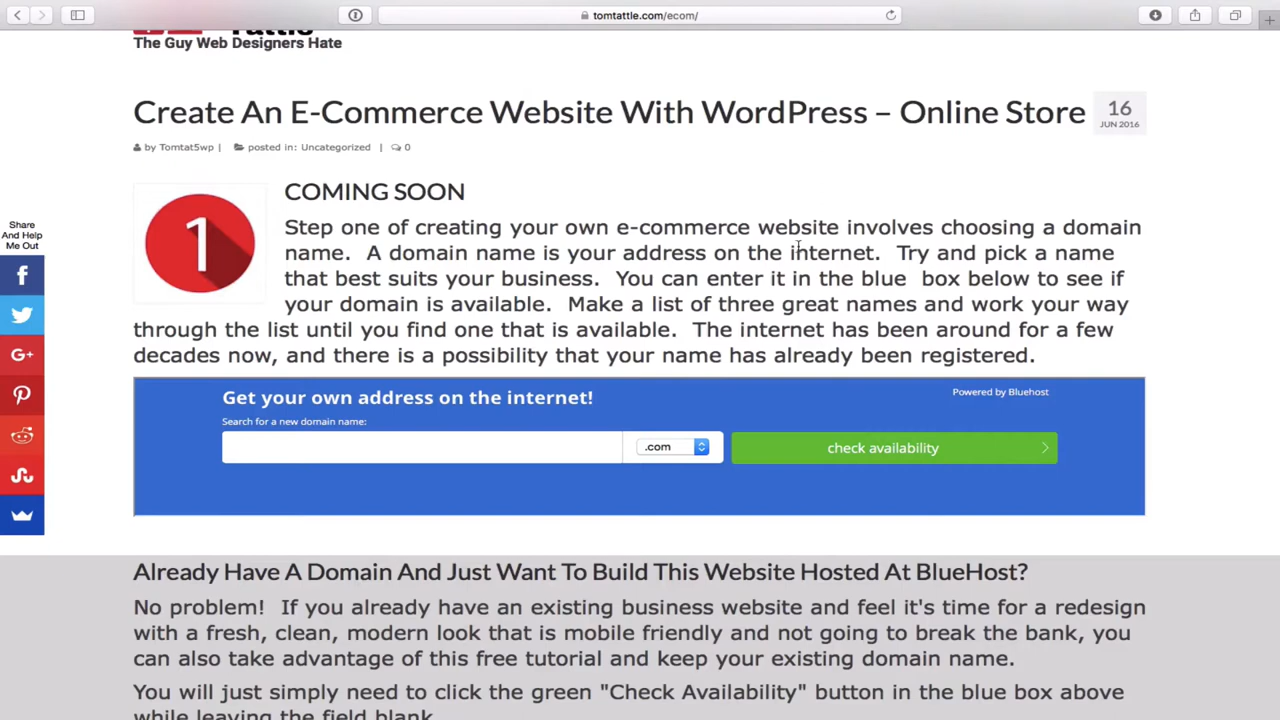 tomtattle.com/ecom/
Tattle
The Guy Web Designers Hate
Create An E-Commerce Website With WordPress – Online Store
16
JUN 2016
by Tomtat5wp | posted in: Uncategorized | 0
Share
And Help
Me Out
1
COMING SOON
Step one of creating your own e-commerce website involves choosing a domain
name. A domain name is your address on the internet. Try and pick a name
that best suits your business. You can enter it in the blue box below to see if
your domain is available. Make a list of three great names and work your way
through the list until you find one that is available. The internet has been around for a few
decades now, and there is a possibility that your name has already been registered.
Get your own address on the internet!
Powered by Bluehost
Search for a new domain name:
.com
check availability
Already Have A Domain And Just Want To Build This Website Hosted At BlueHost?
No problem! If you already have an existing business website and feel it's time for a redesign
with a fresh, clean, modern look that is mobile friendly and not going to break the bank, you
can also take advantage of this free tutorial and keep your existing domain name.
You will just simply need to click the green "Check Availability" button in the blue box above
while leaving the field blank